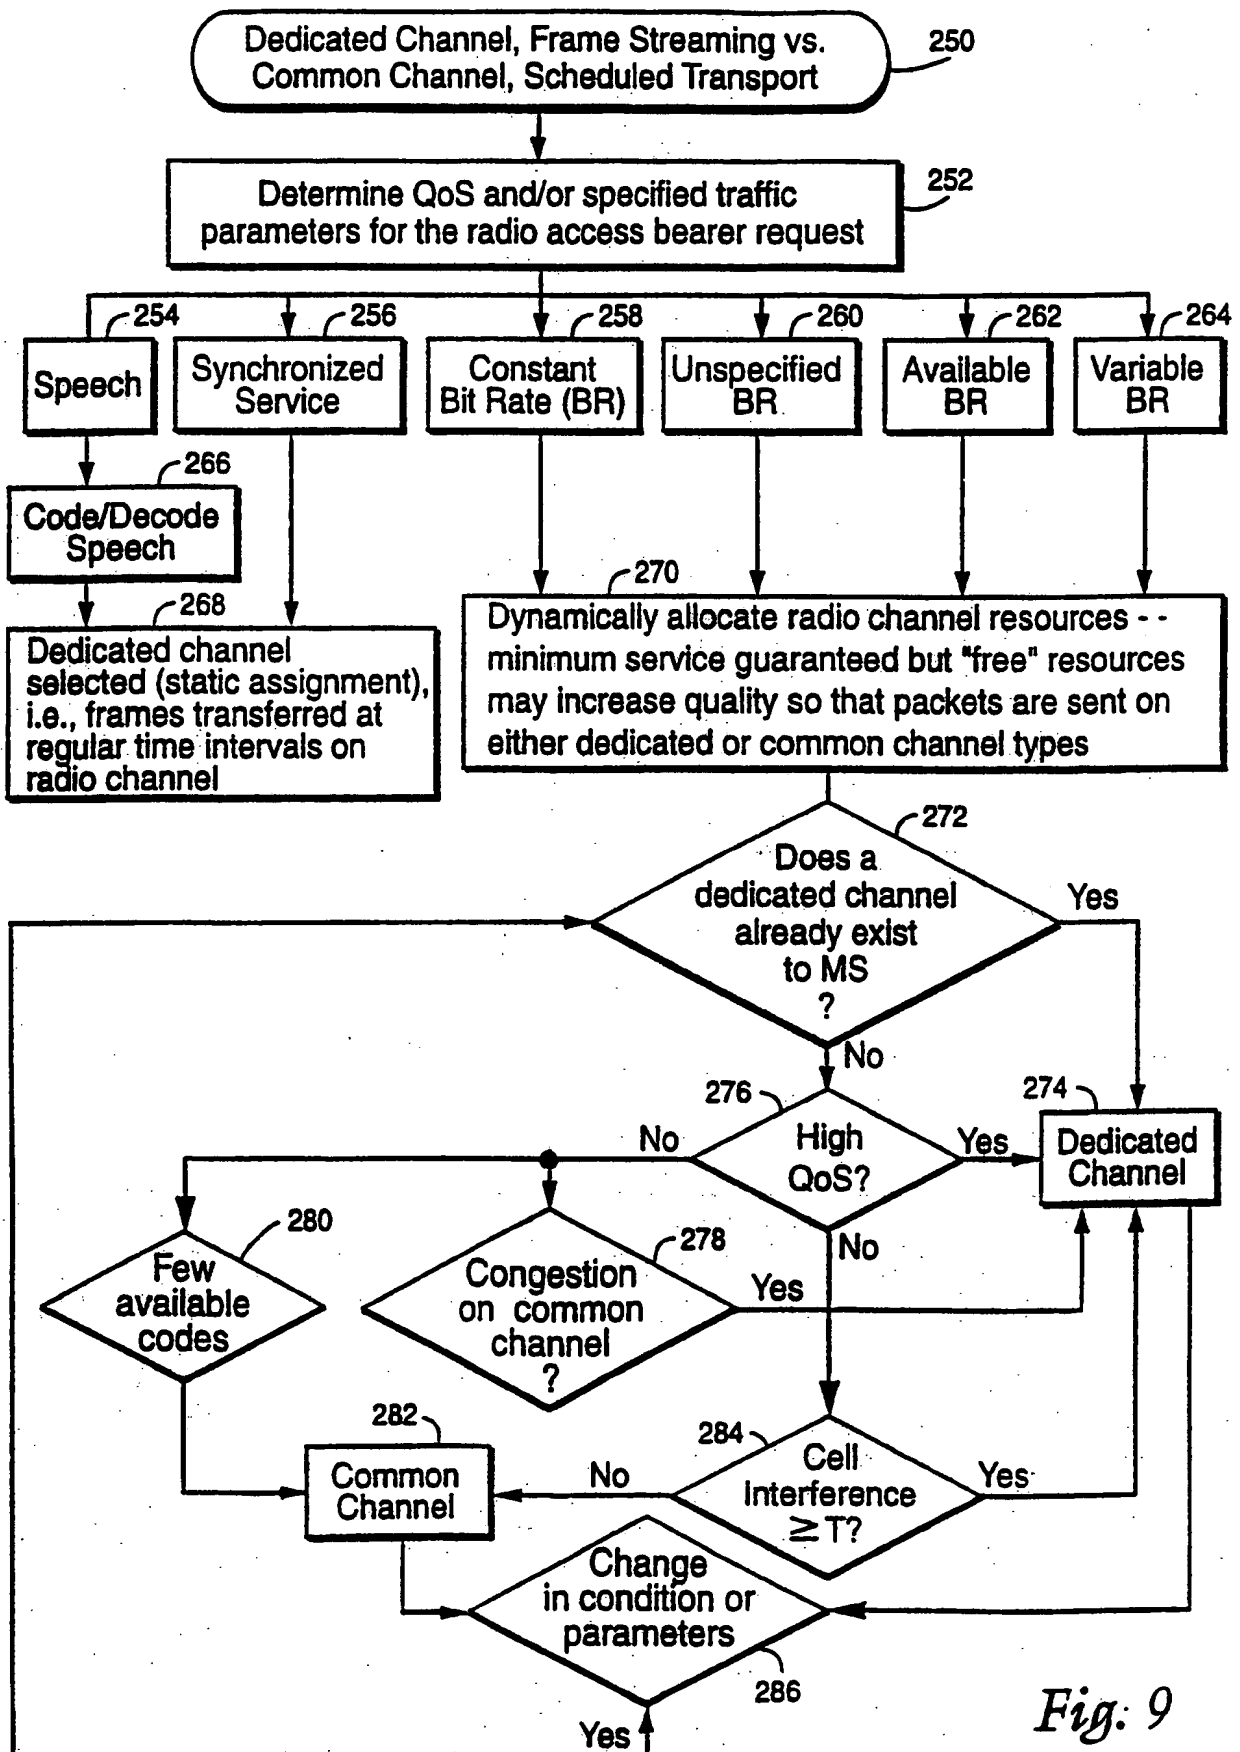 Dedicated Channel, Frame Streaming vs.
Common Channel, Scheduled Transport
250
Determine QoS and/or specified traffic
parameters for the radio access bearer request
252
254
256
258
260
262
264
Speech
Synchronized
Service
Constant
Bit Rate (BR)
Unspecified
BR
Available
BR
Variable
BR
266
Code/Decode
Speech
268
Dedicated channel
selected (static assignment),
i.e., frames transferred at
regular time intervals on
radio channel
270
Dynamically allocate radio channel resources - -
minimum service guaranteed but "free" resources
may increase quality so that packets are sent on
either dedicated or common channel types
272
Does a
dedicated channel
already exist
to MS
?
Yes
No
276
High
QoS?
No
Yes
No
274
Dedicated
Channel
280
Few
available
codes
278
Congestion
on common
channel
?
Yes
282
Common
Channel
284
Cell
interference
≥ T?
No
Yes
Change
in condition or
parameters
286
Yes
Fig. 9